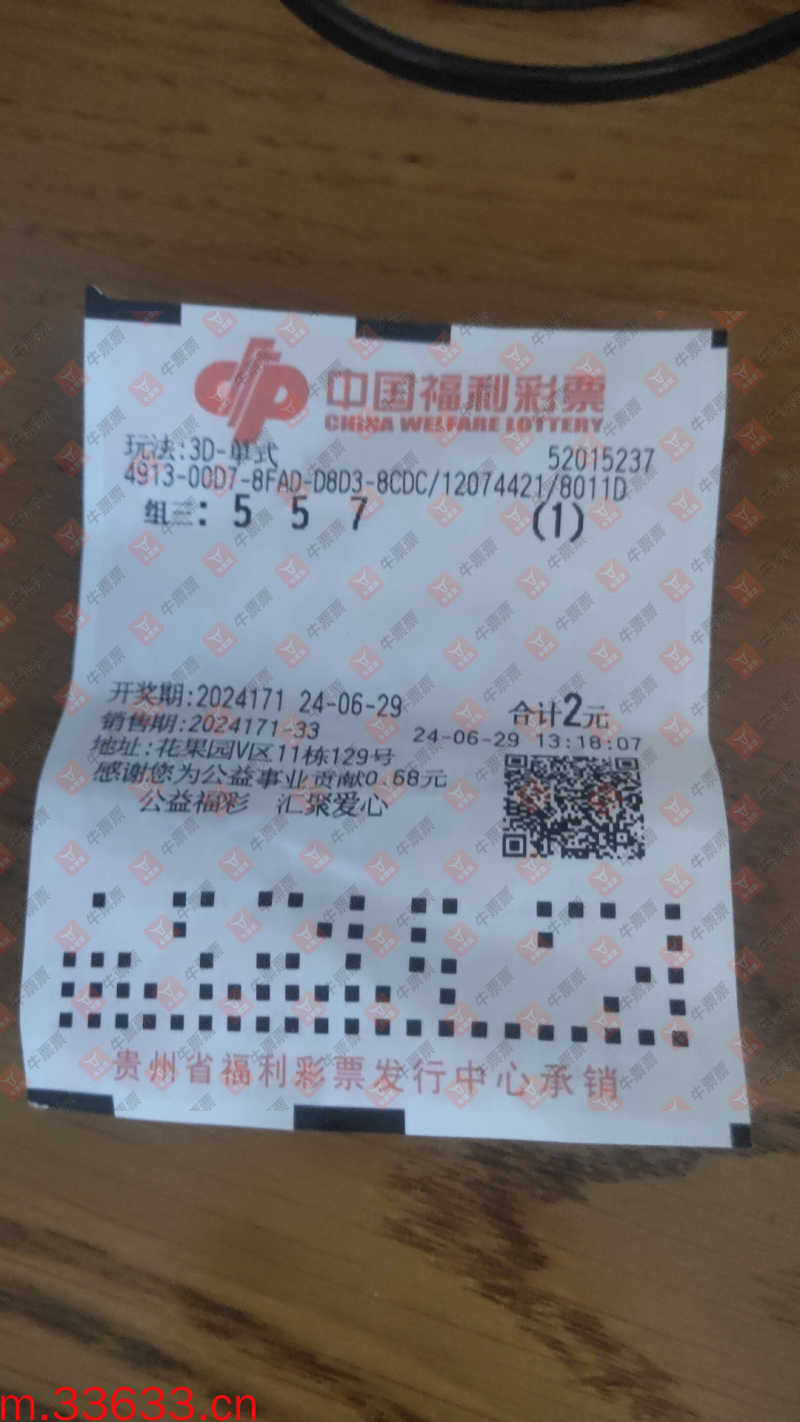 中国福利彩票
CHINA WELFARE LOTTERY
玩法:3D-单式 52015237
4913-00D7-8FAD-D8D3-8CDC/12074421/8011D
组三: 5 5 7 (1)
开奖期:2024171 24-06-29 合计2元
销售期:2024171-33 24-06-29 13:18:07
地址:花果园V区11栋129号
感谢您为公益事业贡献0.68元
公益福彩 汇聚爱心
贵州省福利彩票发行中心承销
牛票票
m.33633.cn